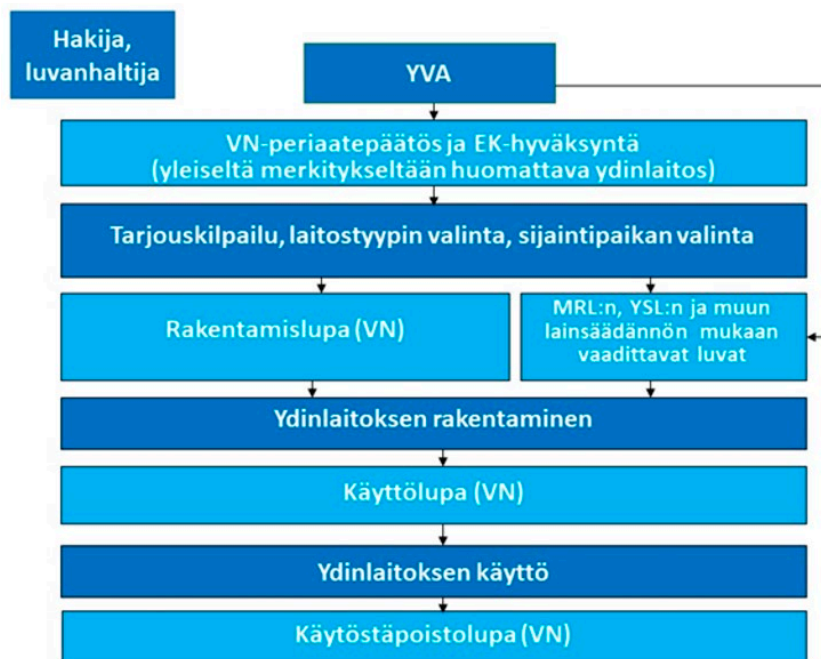 Hakija,
luvanhaltija
YVA
VN-periaatepäätös ja EK-hyväksyntä
(yleiseltä merkitykseltään huomattava ydinlaitos)
Tarjouskilpailu, laitostyypin valinta, sijaintipaikan valinta
Rakentamislupa (VN)
MRL:n, YSL:n ja muun
lainsäädännön mukaan
vaadittavat luvat
Ydinlaitoksen rakentaminen
Käyttölupa (VN)
Ydinlaitoksen käyttö
Käytöstäpoistolupa (VN)